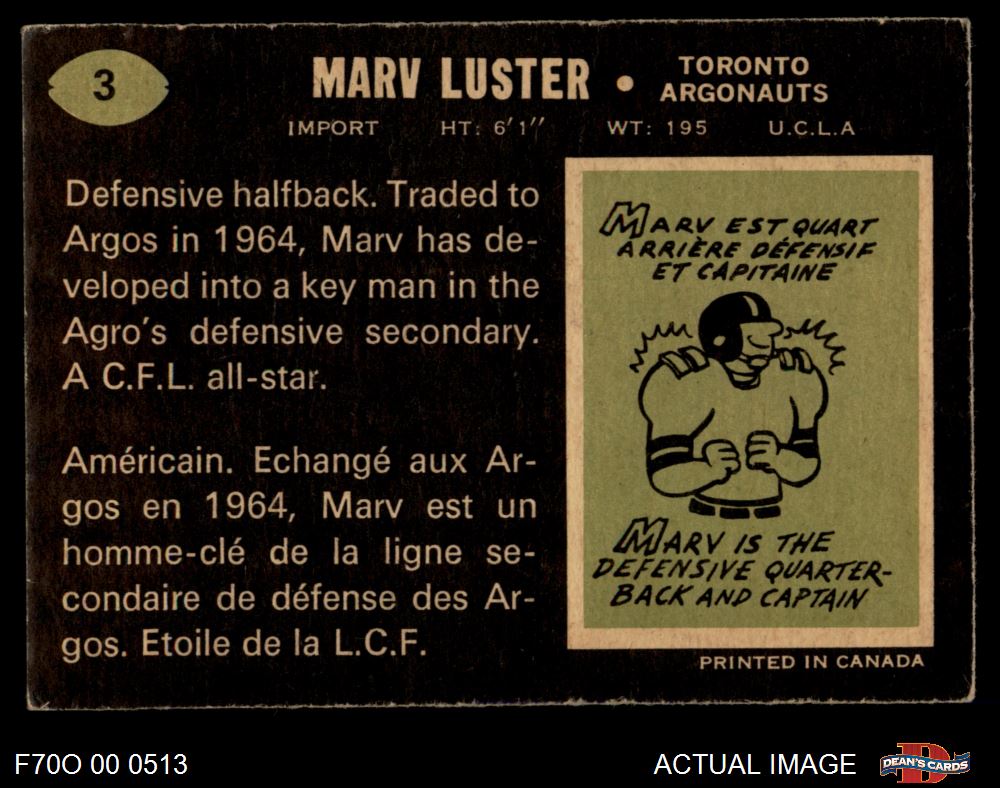 3
MARV LUSTER • TORONTO ARGONAUTS
IMPORT HT: 6'1" WT: 195 U.C.L.A
Defensive halfback. Traded to
Argos in 1964, Marv has de-
veloped into a key man in the
Agro's defensive secondary.
A C.F.L. all-star.
Américain. Echangé aux Ar-
gos en 1964, Marv est un
homme-clé de la ligne se-
condaire de défense des Ar-
gos. Etoile de la L.C.F.
MARV EST QUART
ARRIÈRE DÉFENSIF
ET CAPITAINE
MARV IS THE
DEFENSIVE QUARTER-
BACK AND CAPTAIN
PRINTED IN CANADA
F70O 00 0513
ACTUAL IMAGE
DEAN'S CARDS